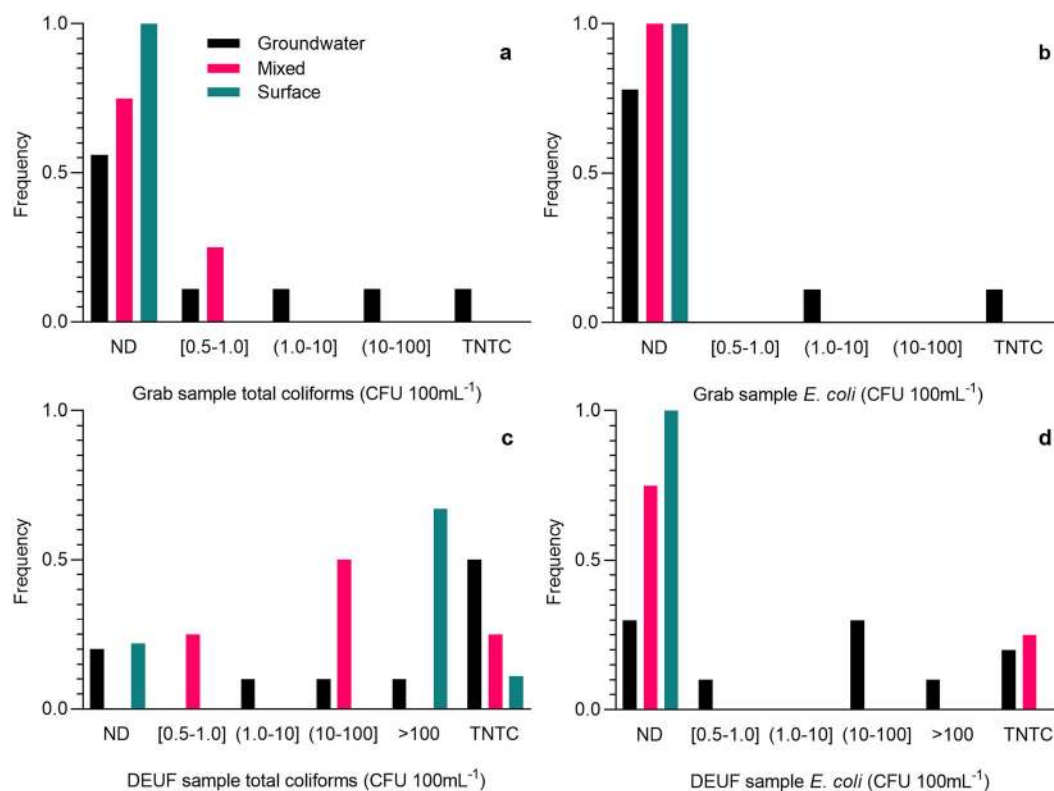 a
Groundwater
Mixed
Surface
Frequency
1.0
0.5
0.0
ND
[0.5-1.0]
(1.0-10]
(10-100]
TNTC
Grab sample total coliforms (CFU 100mL⁻¹)
b
Frequency
1.0
0.5
0.0
ND
[0.5-1.0]
(1.0-10]
(10-100]
TNTC
Grab sample E. coli (CFU 100mL⁻¹)
c
Frequency
1.0
0.5
0.0
ND
[0.5-1.0]
(1.0-10]
(10-100]
>100
TNTC
DEUF sample total coliforms (CFU 100mL⁻¹)
d
Frequency
1.0
0.5
0.0
ND
[0.5-1.0]
(1.0-10]
(10-100]
>100
TNTC
DEUF sample E. coli (CFU 100mL⁻¹)